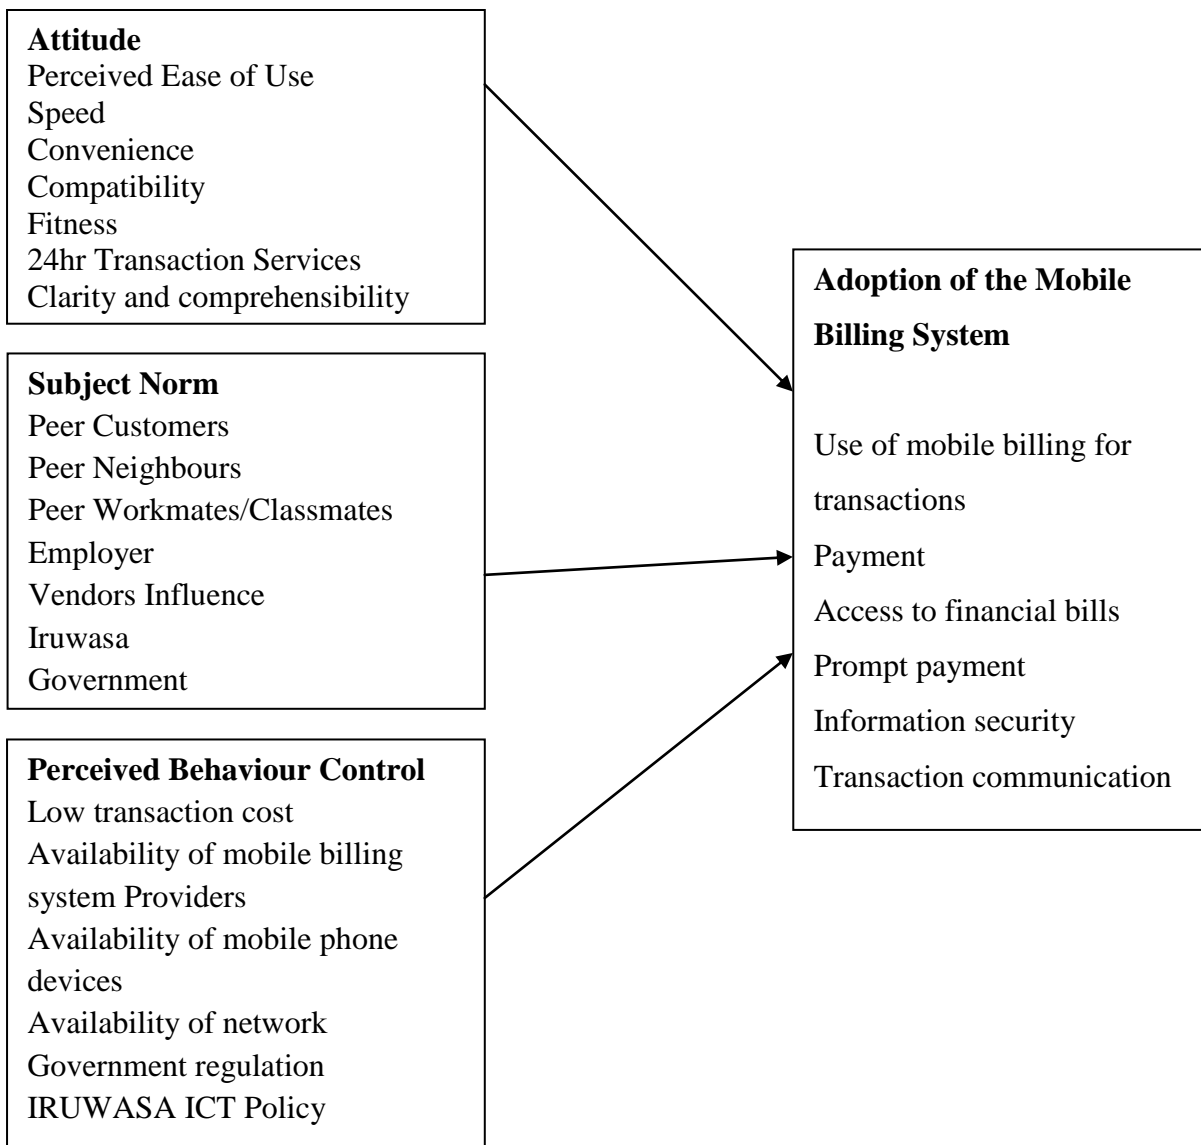 Attitude
Perceived Ease of Use
Speed
Convenience
Compatibility
Fitness
24hr Transaction Services
Clarity and comprehensibility
Subject Norm
Peer Customers
Peer Neighbours
Peer Workmates/Classmates
Employer
Vendors Influence
Iruwasa
Government
Perceived Behaviour Control
Low transaction cost
Availability of mobile billing
system Providers
Availability of mobile phone
devices
Availability of network
Government regulation
IRUWASA ICT Policy
Adoption of the Mobile
Billing System
Use of mobile billing for
transactions
Payment
Access to financial bills
Prompt payment
Information security
Transaction communication